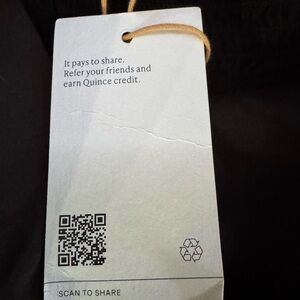 It pays to share.
Refer your friends and
earn Quince credit.
SCAN TO SHARE